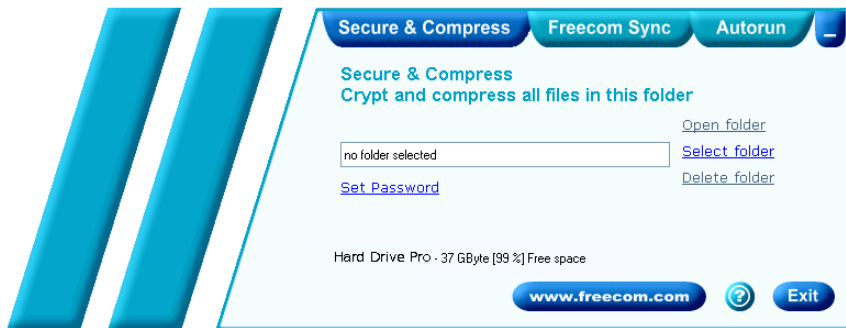 Secure & Compress Freecom Sync Autorun _
Secure & Compress
Crypt and compress all files in this folder
Open folder
no folder selected Select folder
Set Password Delete folder
Hard Drive Pro - 37 GByte [99 %] Free space
www.freecom.com ? Exit